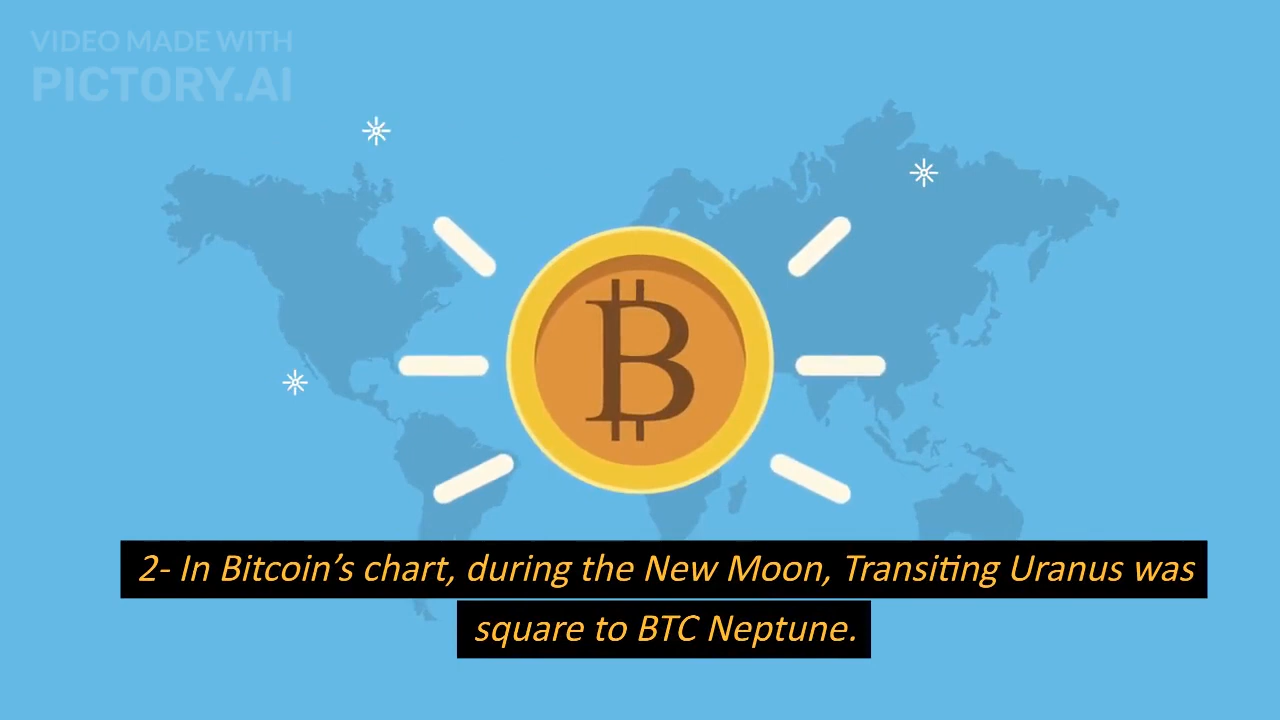 VIDEO MADE WITH
PICTORY.AI
2- In Bitcoin’s chart, during the New Moon, Transiting Uranus was
square to BTC Neptune.